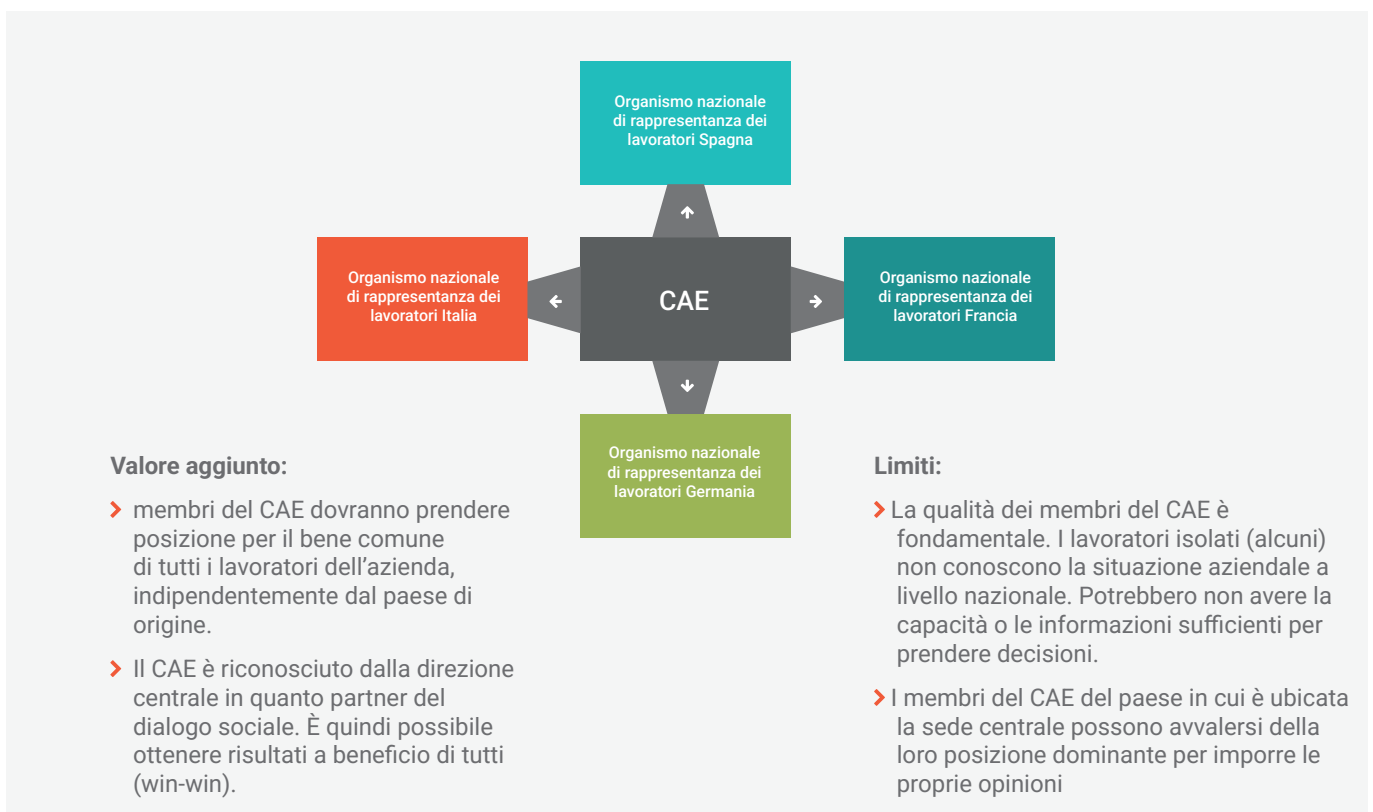 Organismo nazionale
di rappresentanza dei
lavoratori Spagna
Organismo nazionale
di rappresentanza dei
lavoratori Italia
CAE
Organismo nazionale
di rappresentanza dei
lavoratori Francia
Organismo nazionale
di rappresentanza dei
lavoratori Germania
Valore aggiunto:
membri del CAE dovranno prendere
posizione per il bene comune
di tutti i lavoratori dell'azienda,
indipendentemente dal paese di
origine.
Il CAE è riconosciuto dalla direzione
centrale in quanto partner del
dialogo sociale. È quindi possibile
ottenere risultati a beneficio di tutti
(win-win).
Limiti:
La qualità dei membri del CAE è
fondamentale. I lavoratori isolati (alcuni)
non conoscono la situazione aziendale a
livello nazionale. Potrebbero non avere la
capacità o le informazioni sufficienti per
prendere decisioni.
I membri del CAE del paese in cui è ubicata
la sede centrale possono avvalersi della
loro posizione dominante per imporre le
proprie opinioni